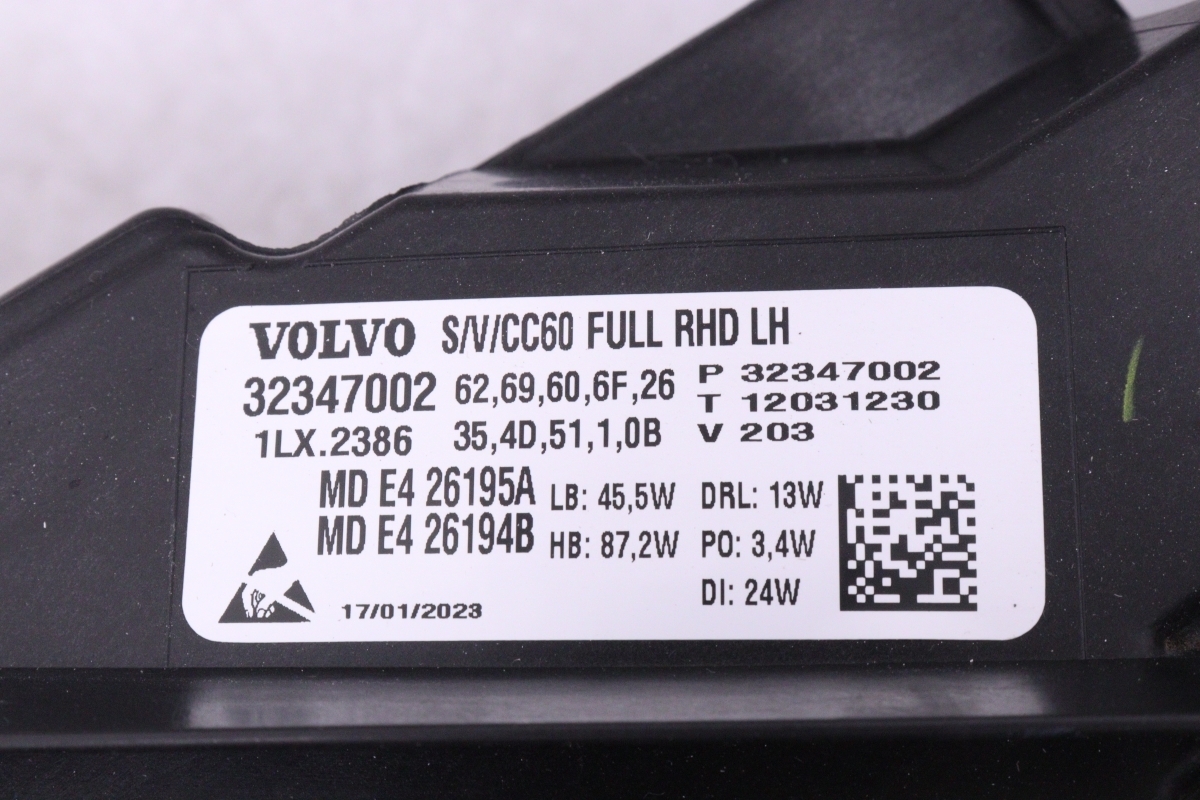 VOLVO S/V/CC60 FULL RHD LH
32347002 62,69,60,6F,26 P 32347002
T 12031230
1LX.2386 35,4D,51,1,0B V 203
MD E4 26195A LB: 45,5W DRL: 13W
MD E4 26194B HB: 87,2W PO: 3,4W
DI: 24W
17/01/2023